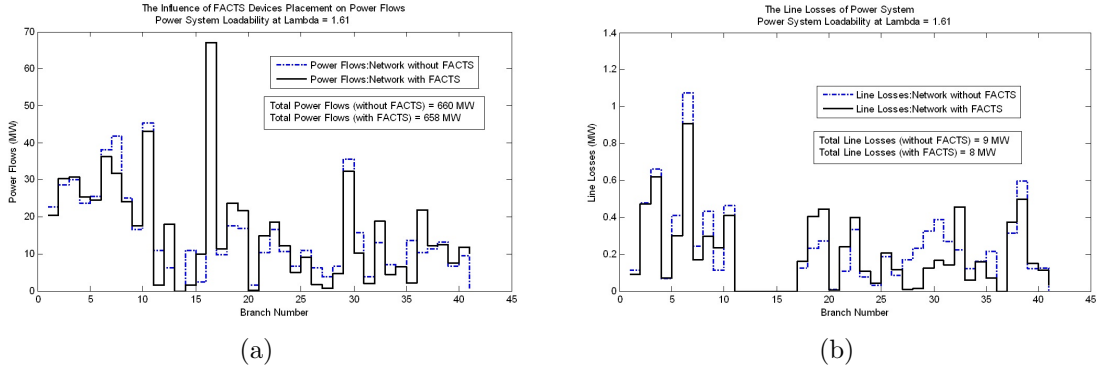 The Influence of FACTS Devices Placement on Power Flows
Power System Loadability at Lambda = 1.61
70
60
50
40
30
20
10
0
0
5
10
15
20
25
30
35
40
45
Power Flows (MW)
Branch Number
Power Flows:Network without FACTS
Power Flows:Network with FACTS
Total Power Flows (without FACTS) = 660 MW
Total Power Flows (with FACTS) = 658 MW
(a)
The Line Losses of Power System
Power System Loadability at Lambda = 1.61
1.4
1.2
1
0.8
0.6
0.4
0.2
0
0
5
10
15
20
25
30
35
40
45
Line Losses (MW)
Branch Number
Line Losses:Network without FACTS
Line Losses:Network with FACTS
Total Line Losses (without FACTS) = 9 MW
Total Line Losses (with FACTS) = 8 MW
(b)